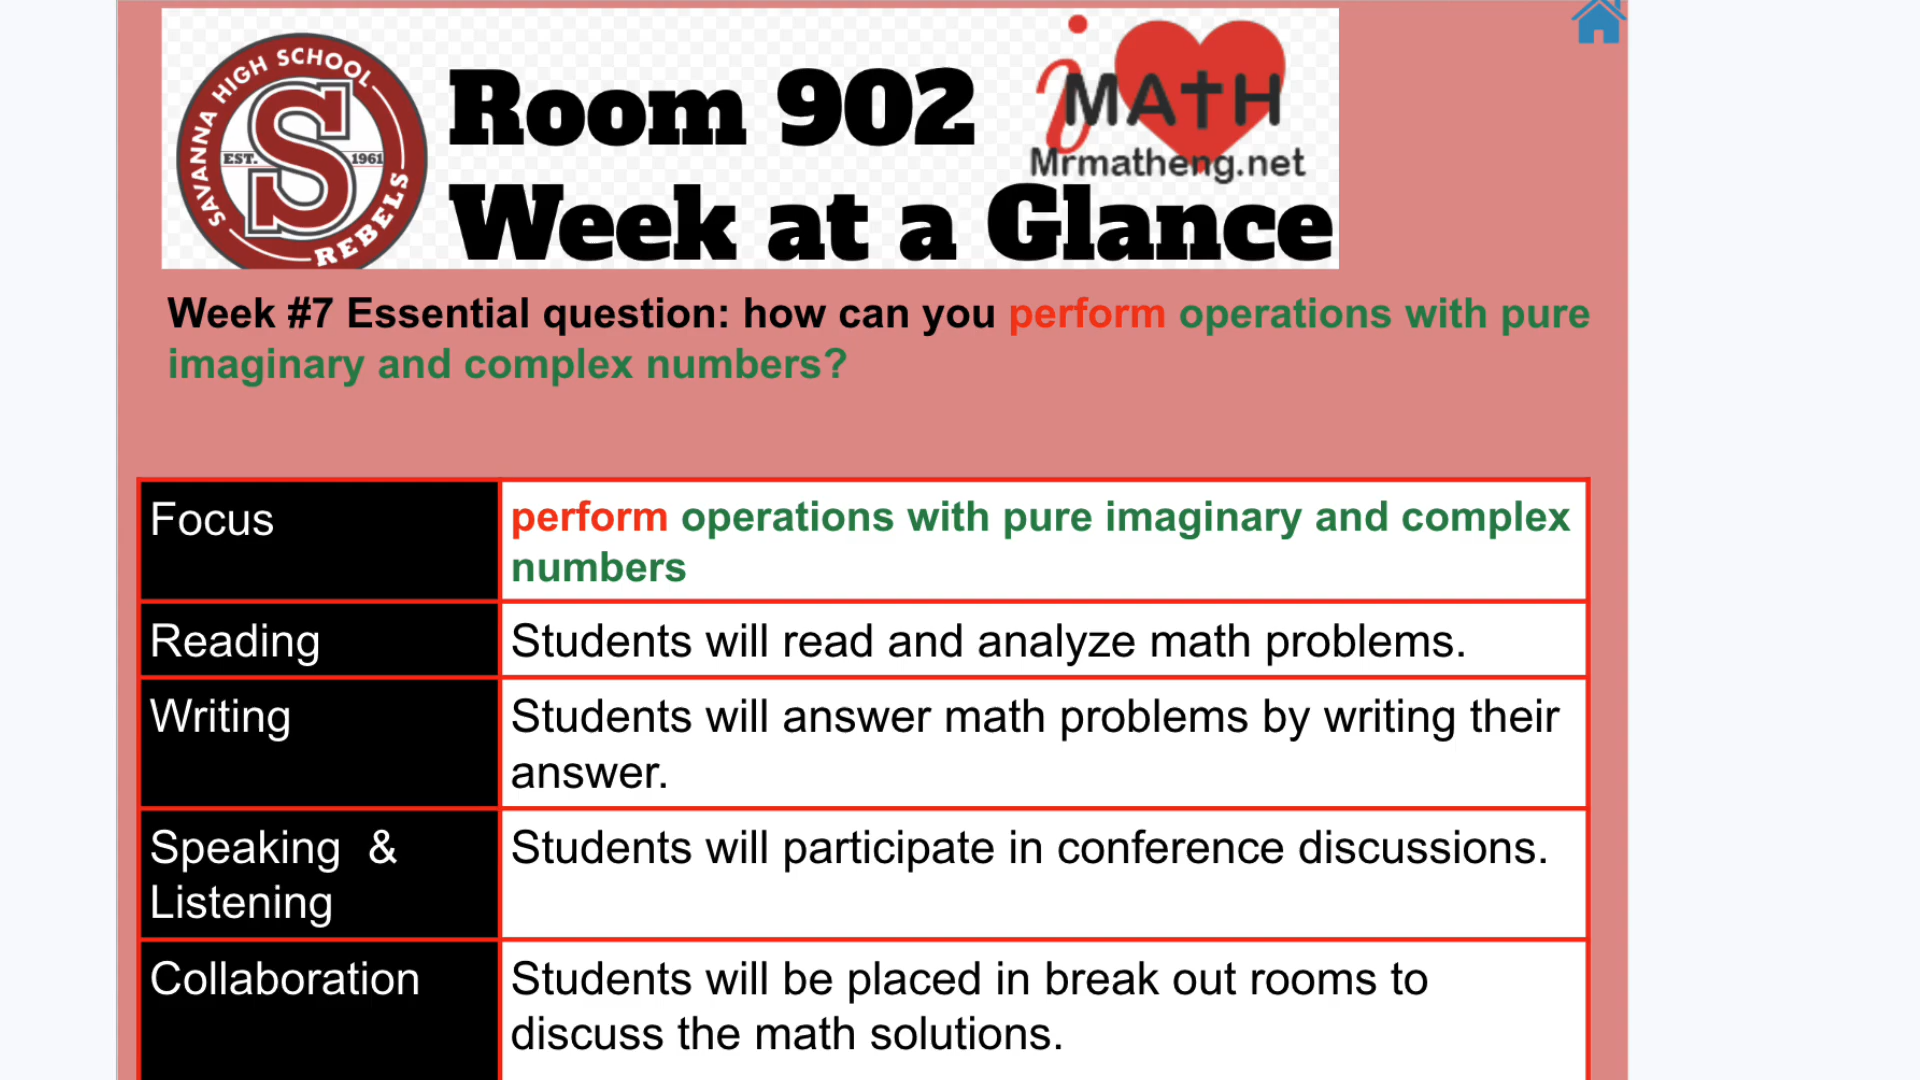 SAVANNA HIGH SCHOOL
EST. S 1961
REBELS
Room 902
Week at a Glance
i MATH
Mrmatheng.net
Week #7 Essential question: how can you perform operations with pure
imaginary and complex numbers?
Focus
perform operations with pure imaginary and complex
numbers
Reading
Students will read and analyze math problems.
Writing
Students will answer math problems by writing their
answer.
Speaking & 
Listening
Students will participate in conference discussions.
Collaboration
Students will be placed in break out rooms to
discuss the math solutions.